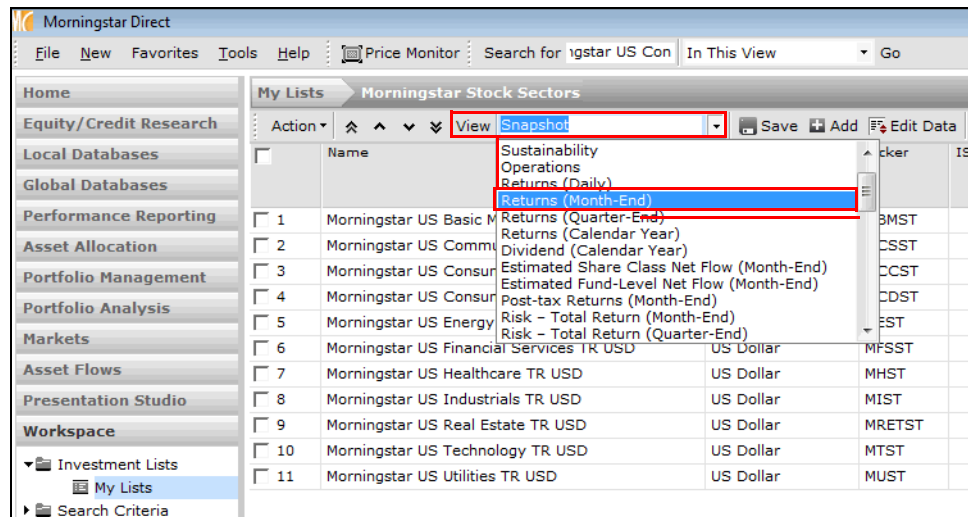 Morningstar Direct
File New Favorites Tools Help Price Monitor Search for ngstar US Con In This View Go
Home
Equity/Credit Research
Local Databases
Global Databases
Performance Reporting
Asset Allocation
Portfolio Management
Portfolio Analysis
Markets
Asset Flows
Presentation Studio
Workspace
Investment Lists
My Lists
Search Criteria
My Lists Morningstar Stock Sectors
Action View Snapshot Save Add Edit Data
Name cker IS
Sustainability
Operations
Returns (Daily)
Returns (Month-End)
Returns (Quarter-End)
Returns (Calendar Year)
Dividend (Calendar Year)
Estimated Share Class Net Flow (Month-End)
Estimated Fund-Level Net Flow (Month-End)
Post-tax Returns (Month-End)
Risk – Total Return (Month-End)
Risk – Total Return (Quarter-End)
1 Morningstar US Basic M BMST
2 Morningstar US Commu CSST
3 Morningstar US Consur CCST
4 Morningstar US Consur CDST
5 Morningstar US Energy EST
6 Morningstar US Financial Services TR USD US Dollar MFSST
7 Morningstar US Healthcare TR USD US Dollar MHST
8 Morningstar US Industrials TR USD US Dollar MIST
9 Morningstar US Real Estate TR USD US Dollar MRETST
10 Morningstar US Technology TR USD US Dollar MTST
11 Morningstar US Utilities TR USD US Dollar MUST